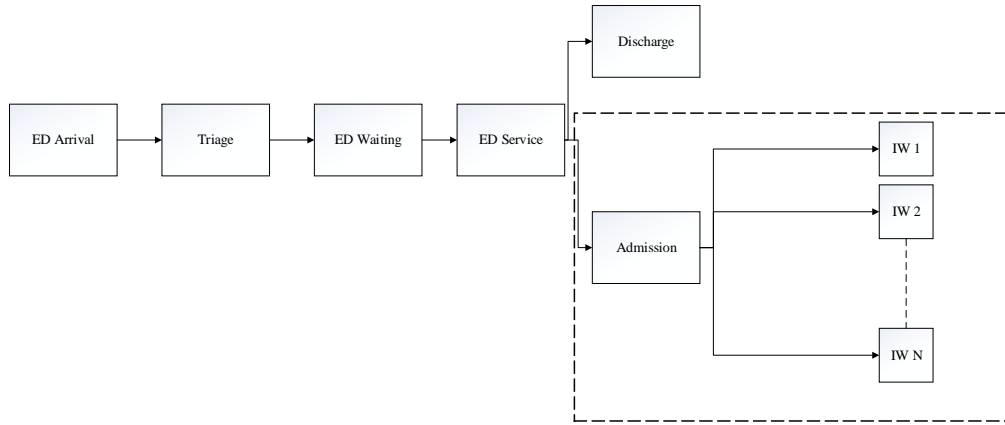 Discharge
ED Arrival
Triage
ED Waiting
ED Service
IW 1
IW 2
Admission
IW N